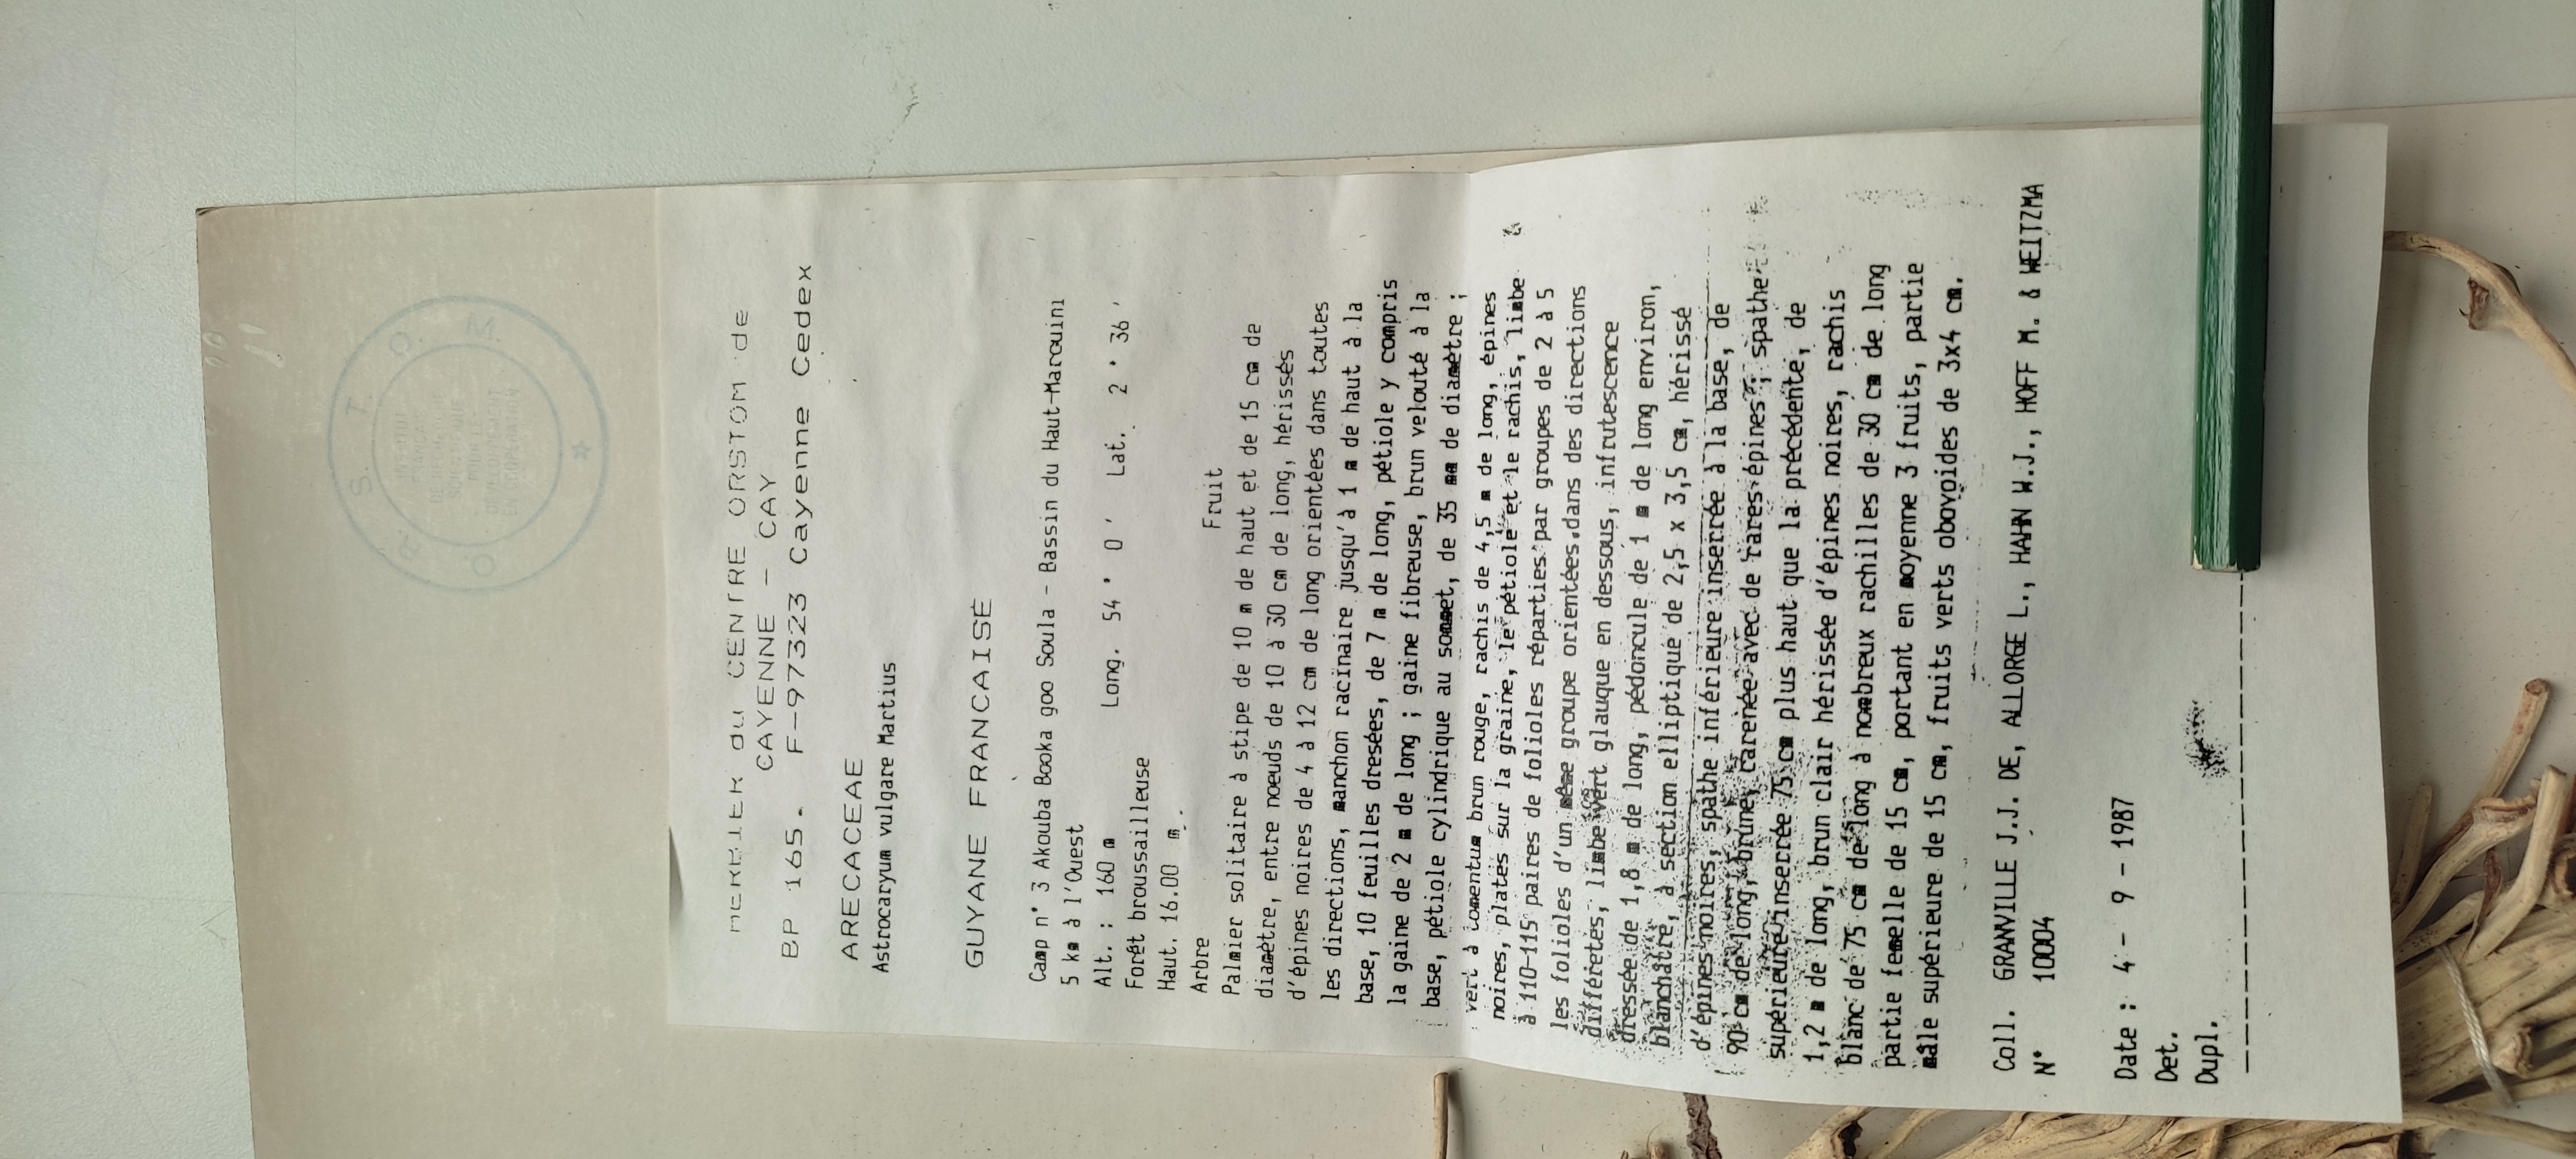 O. R. S. T. O. M.
HERBIER du CENTRE ORSTOM de
CAYENNE - CAY
BP 165. F-97323 Cayenne Cedex
ARECACEAE
Astrocaryum vulgare Martius
GUYANE FRANCAISE
Camp n° 3 Akouba Booka goo Soula - Bassin du Haut-Marouini
5 km à l'Ouest
Alt. : 160 m Long. 54 ° 0 ' Lat. 2 ° 36 '
Forêt broussailleuse
Haut. 16.00 m.
Arbre Fruit
Palmier solitaire à stipe de 10 m de haut et de 15 cm de
diamètre, entre noeuds de 10 à 30 cm de long, hérissés
d'épines noires de 4 à 12 cm de long orientées dans toutes
les directions, manchon racinaire jusqu'à 1 m de haut à la
base, 10 feuilles dresées, de 7 m de long, pétiole y compris
la gaine de 2 m de long ; gaine fibreuse, brun velouté à la
base, pétiole cylindrique au sommet, de 35 mm de diamètre ;
vert à tomentum brun rouge, rachis de 4,5 m de long, épines
noires, plates sur la graine, le pétiole et le rachis, limbe
à 110-115 paires de folioles réparties par groupes de 2 à 5
les folioles d'un même groupe orientées dans des directions
différetes, limbe vert glauque en dessous, infrutescence
dressée de 1,8 m de long, pédoncule de 1 m de long environ,
blanchâtre, à section elliptique de 2,5 x 3,5 cm, hérissé
d'épines noires, spathe inférieure inserrée à la base, de
90 cm de long, brune, carenée avec de rares épines ; spathe
supérieure inserrée 75 cm plus haut que la précédente, de
1,2 m de long, brun clair hérissée d'épines noires, rachis
blanc de 75 cm de long à nombreux rachilles de 30 cm de long
partie femelle de 15 cm, portant en moyenne 3 fruits, partie
mâle supérieure de 15 cm, fruits verts obovoides de 3x4 cm.
Coll. GRANVILLE J.J. DE, ALLORGE L., HAHN W.J., HOFF M. & WEITZMA
N° 10004
Date : 4 - 9 - 1987
Det.
Dupl.